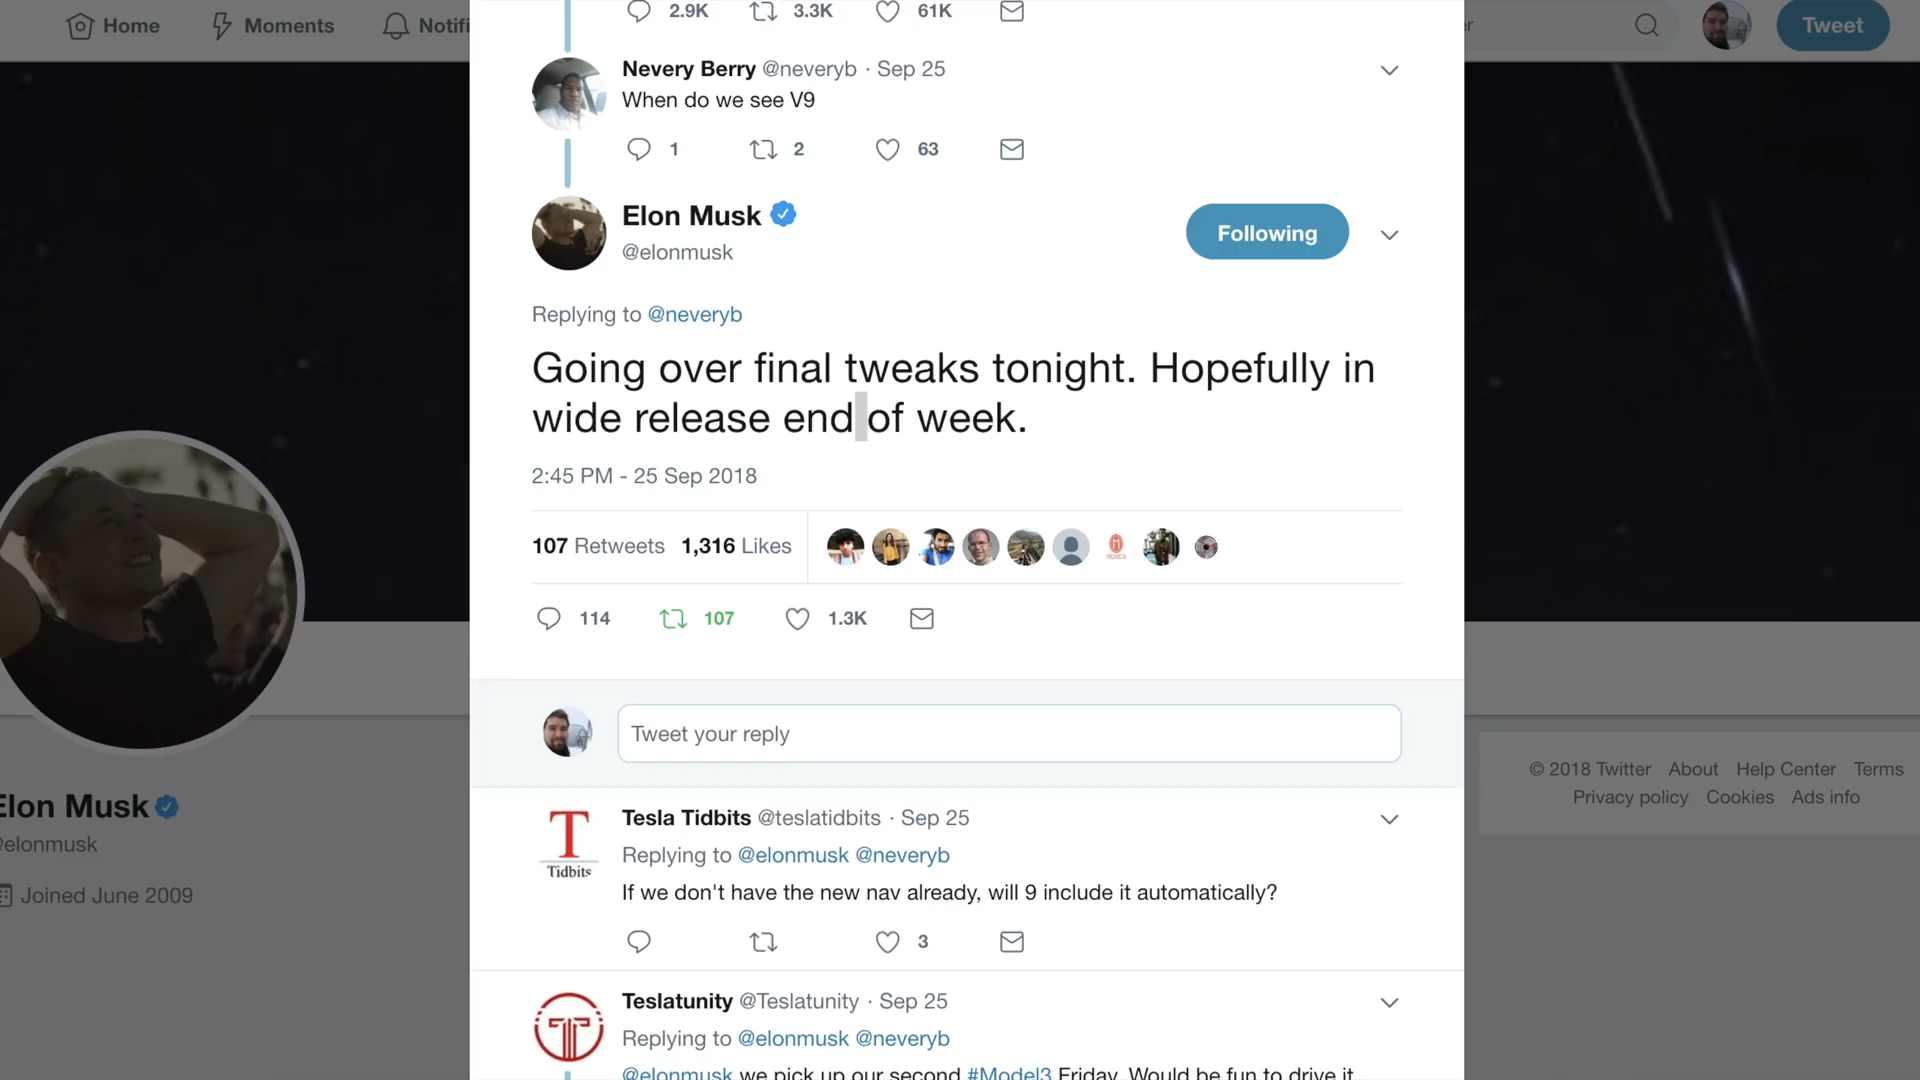 Home
Moments
Notifi
Tweet
2.9K
3.3K
61K
Nevery Berry @neveryb · Sep 25
When do we see V9
1
2
63
Elon Musk
@elonmusk
Following
Replying to @neveryb
Going over final tweaks tonight. Hopefully in
wide release end of week.
2:45 PM - 25 Sep 2018
107 Retweets 1,316 Likes
114
107
1.3K
Tweet your reply
Tesla Tidbits @teslatidbits · Sep 25
T
Tidbits
Replying to @elonmusk @neveryb
If we don't have the new nav already, will 9 include it automatically?
3
Teslatunity @Teslatunity · Sep 25
Replying to @elonmusk @neveryb
@elonmusk we pick up our second #Model3 Friday. Would be fun to drive it
Elon Musk
@elonmusk
Joined June 2009
© 2018 Twitter About Help Center Terms
Privacy policy Cookies Ads info